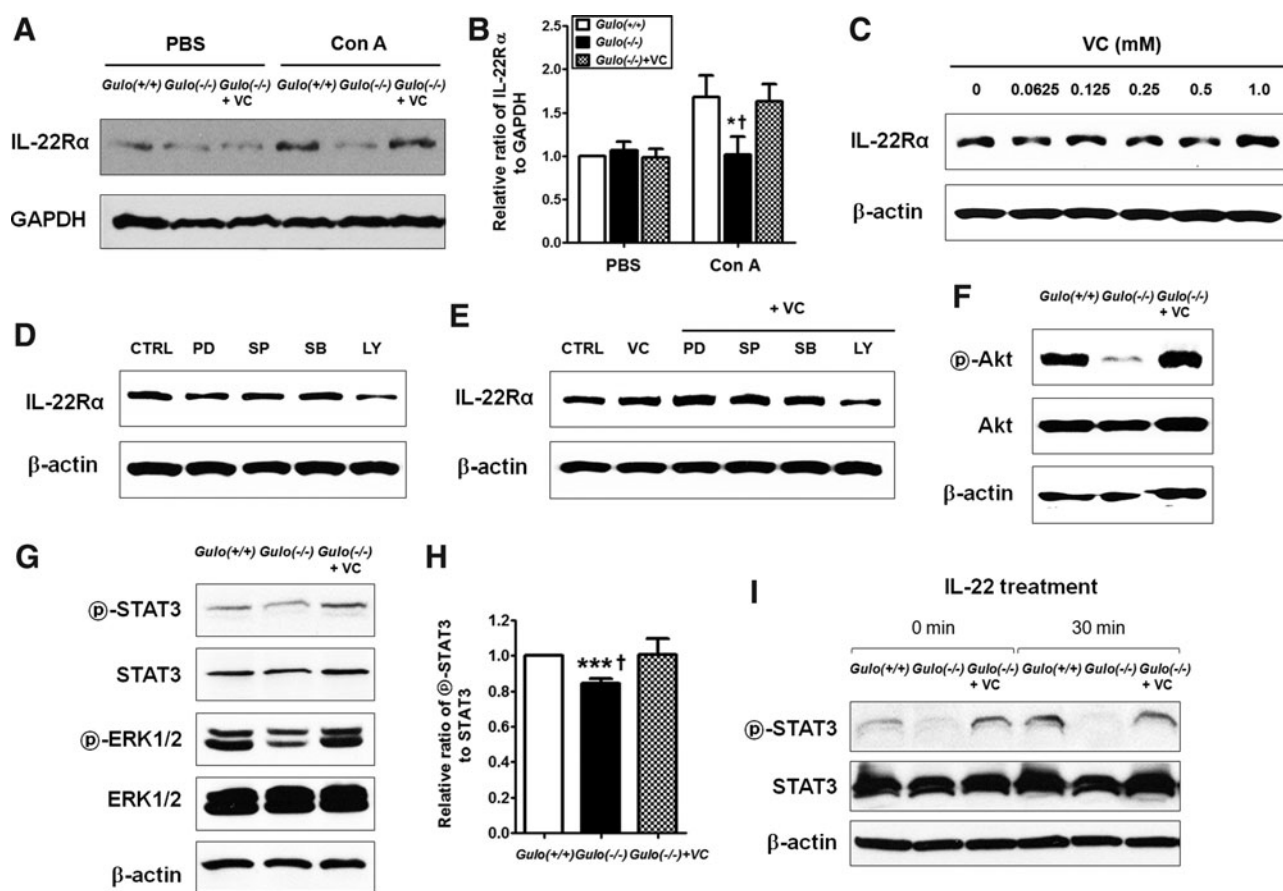 A
PBS
Con A
Gulo(+/+) Gulo(-/-) Gulo(-/-) + VC Gulo(+/+) Gulo(-/-) Gulo(-/-) + VC
IL-22Rα
GAPDH
B
Gulo(+/+)
Gulo(-/-)
Gulo(-/-)+VC
Relative ratio of IL-22Rα to GAPDH
2.5
2.0
1.5
1.0
0.5
0.0
*†
PBS
Con A
C
VC (mM)
0 0.0625 0.125 0.25 0.5 1.0
IL-22Rα
β-actin
D
CTRL PD SP SB LY
IL-22Rα
β-actin
E
+ VC
CTRL VC PD SP SB LY
IL-22Rα
β-actin
F
Gulo(+/+) Gulo(-/-) Gulo(-/-) + VC
ⓟ-Akt
Akt
β-actin
G
Gulo(+/+) Gulo(-/-) Gulo(-/-) + VC
ⓟ-STAT3
STAT3
ⓟ-ERK1/2
ERK1/2
β-actin
H
Relative ratio of ⓟ-STAT3 to STAT3
1.2
1.0
0.8
0.6
0.4
0.2
0.0
***†
Gulo(+/+) Gulo(-/-) Gulo(-/-)+VC
I
IL-22 treatment
0 min
30 min
Gulo(+/+) Gulo(-/-) Gulo(-/-) + VC Gulo(+/+) Gulo(-/-) Gulo(-/-) + VC
ⓟ-STAT3
STAT3
β-actin